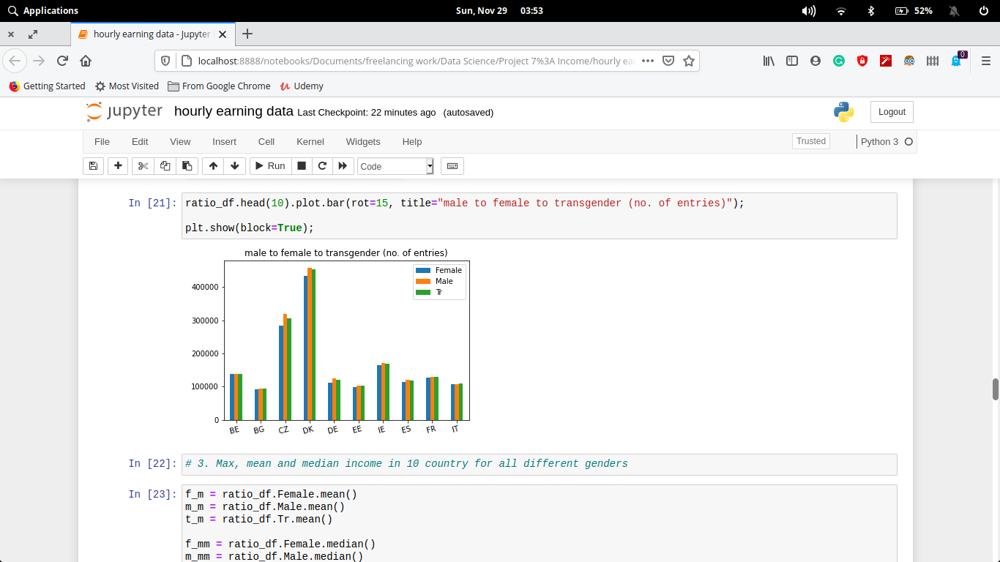 Applications
Sun, Nov 29 03:53
52%
hourly earning data - Jupyter
localhost:8888/notebooks/Documents/freelancing work/Data Science/Project 7%3A Income/hourly ea
0
Getting Started Most Visited From Google Chrome Udemy
jupyter hourly earning data Last Checkpoint: 22 minutes ago (autosaved)
Logout
File Edit View Insert Cell Kernel Widgets Help
Trusted Python 3
Run Code
In [21]: ratio_df.head(10).plot.bar(rot=15, title="male to female to transgender (no. of entries)");
plt.show(block=True);
male to female to transgender (no. of entries)
Female
Male
Tr
400000
300000
200000
100000
0
BE BG CZ DK DE EE IE ES FR IT
In [22]: # 3. Max, mean and median income in 10 country for all different genders
In [23]: f_m = ratio_df.Female.mean()
m_m = ratio_df.Male.mean()
t_m = ratio_df.Tr.mean()
f_mm = ratio_df.Female.median()
m_mm = ratio_df.Male.median()